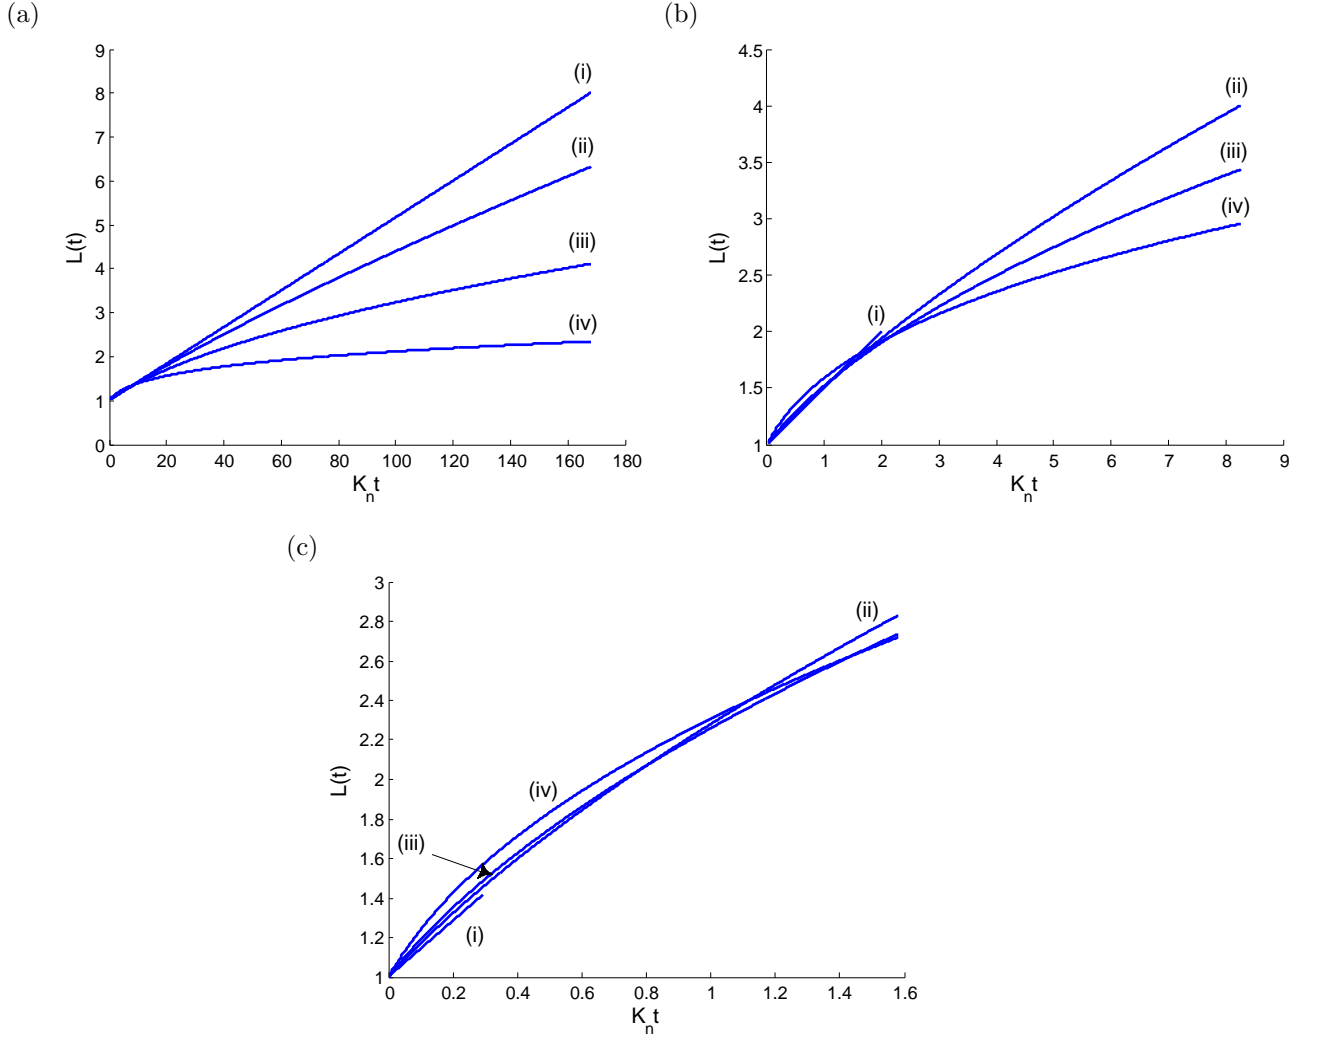 (a)
9
8
7
6
5
4
3
2
1
0
L(t)
(i)
(ii)
(iii)
(iv)
0 20 40 60 80 100 120 140 160 180
K_n t
(b)
4.5
4
3.5
3
2.5
2
1.5
1
L(t)
(ii)
(iii)
(iv)
(i)
0 1 2 3 4 5 6 7 8 9
K_n t
(c)
3
2.8
2.6
2.4
2.2
2
1.8
1.6
1.4
1.2
1
L(t)
(ii)
(iv)
(iii)
(i)
0 0.2 0.4 0.6 0.8 1 1.2 1.4 1.6
K_n t